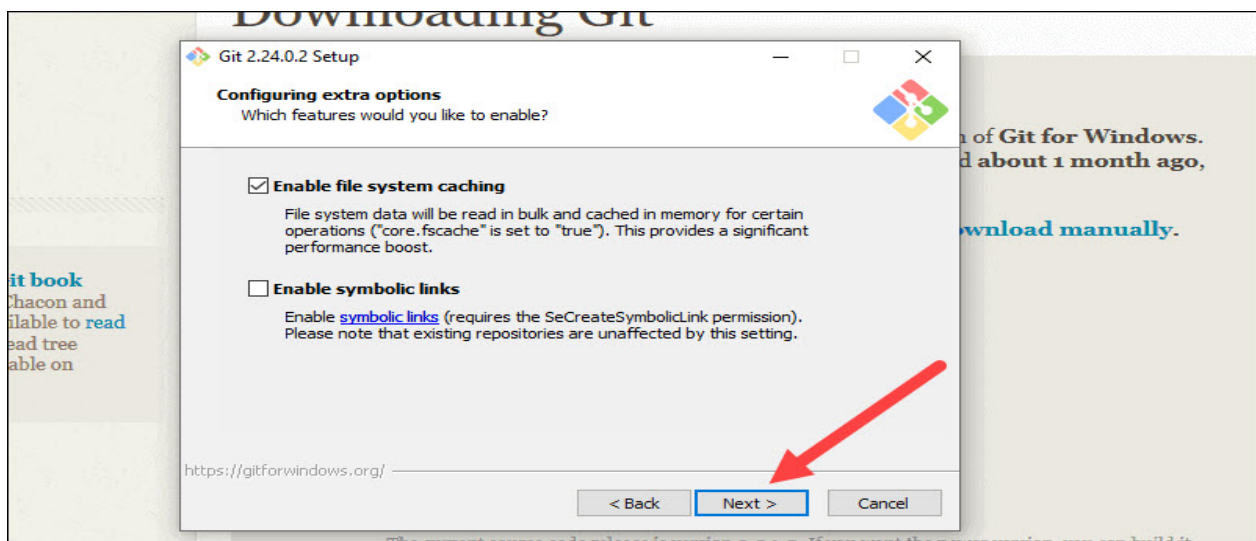 Downloading Git
Git 2.24.0.2 Setup
Configuring extra options
Which features would you like to enable?
of Git for Windows.
about 1 month ago,
Enable file system caching
File system data will be read in bulk and cached in memory for certain
operations ("core.fscache" is set to "true"). This provides a significant
performance boost.
download manually.
it book
Chacon and
ilable to read
ead tree
able on
Enable symbolic links
Enable symbolic links (requires the SeCreateSymbolicLink permission).
Please note that existing repositories are unaffected by this setting.
https://gitforwindows.org/
< Back
Next >
Cancel